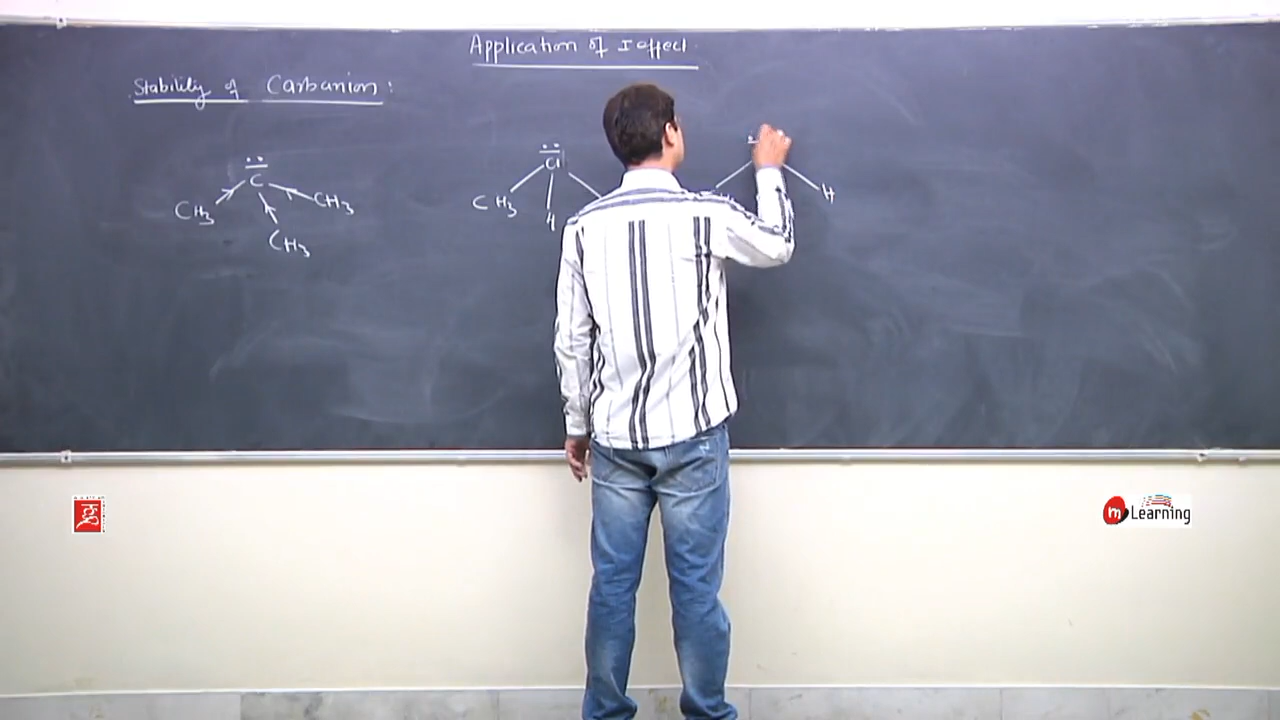 Application of I effect
Stability of Carbanion:
C
CH3
CH3
CH3
C
CH3
H
H
m Learning